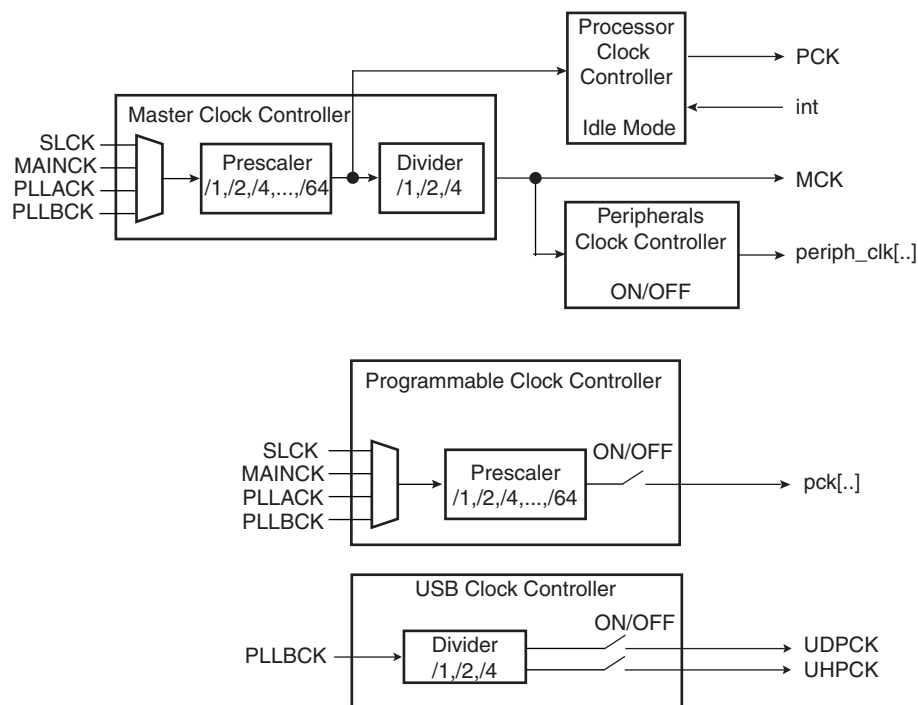 Processor
Clock
Controller
Idle Mode
PCK
int
Master Clock Controller
SLCK
MAINCK
PLLACK
PLLBCK
Prescaler
/1,/2,/4,...,/64
Divider
/1,/2,/4
MCK
Peripherals
Clock Controller
ON/OFF
periph_clk[..]
Programmable Clock Controller
SLCK
MAINCK
PLLACK
PLLBCK
Prescaler
/1,/2,/4,...,/64
ON/OFF
pck[..]
USB Clock Controller
PLLBCK
Divider
/1,/2,/4
ON/OFF
UDPCK
UHPCK